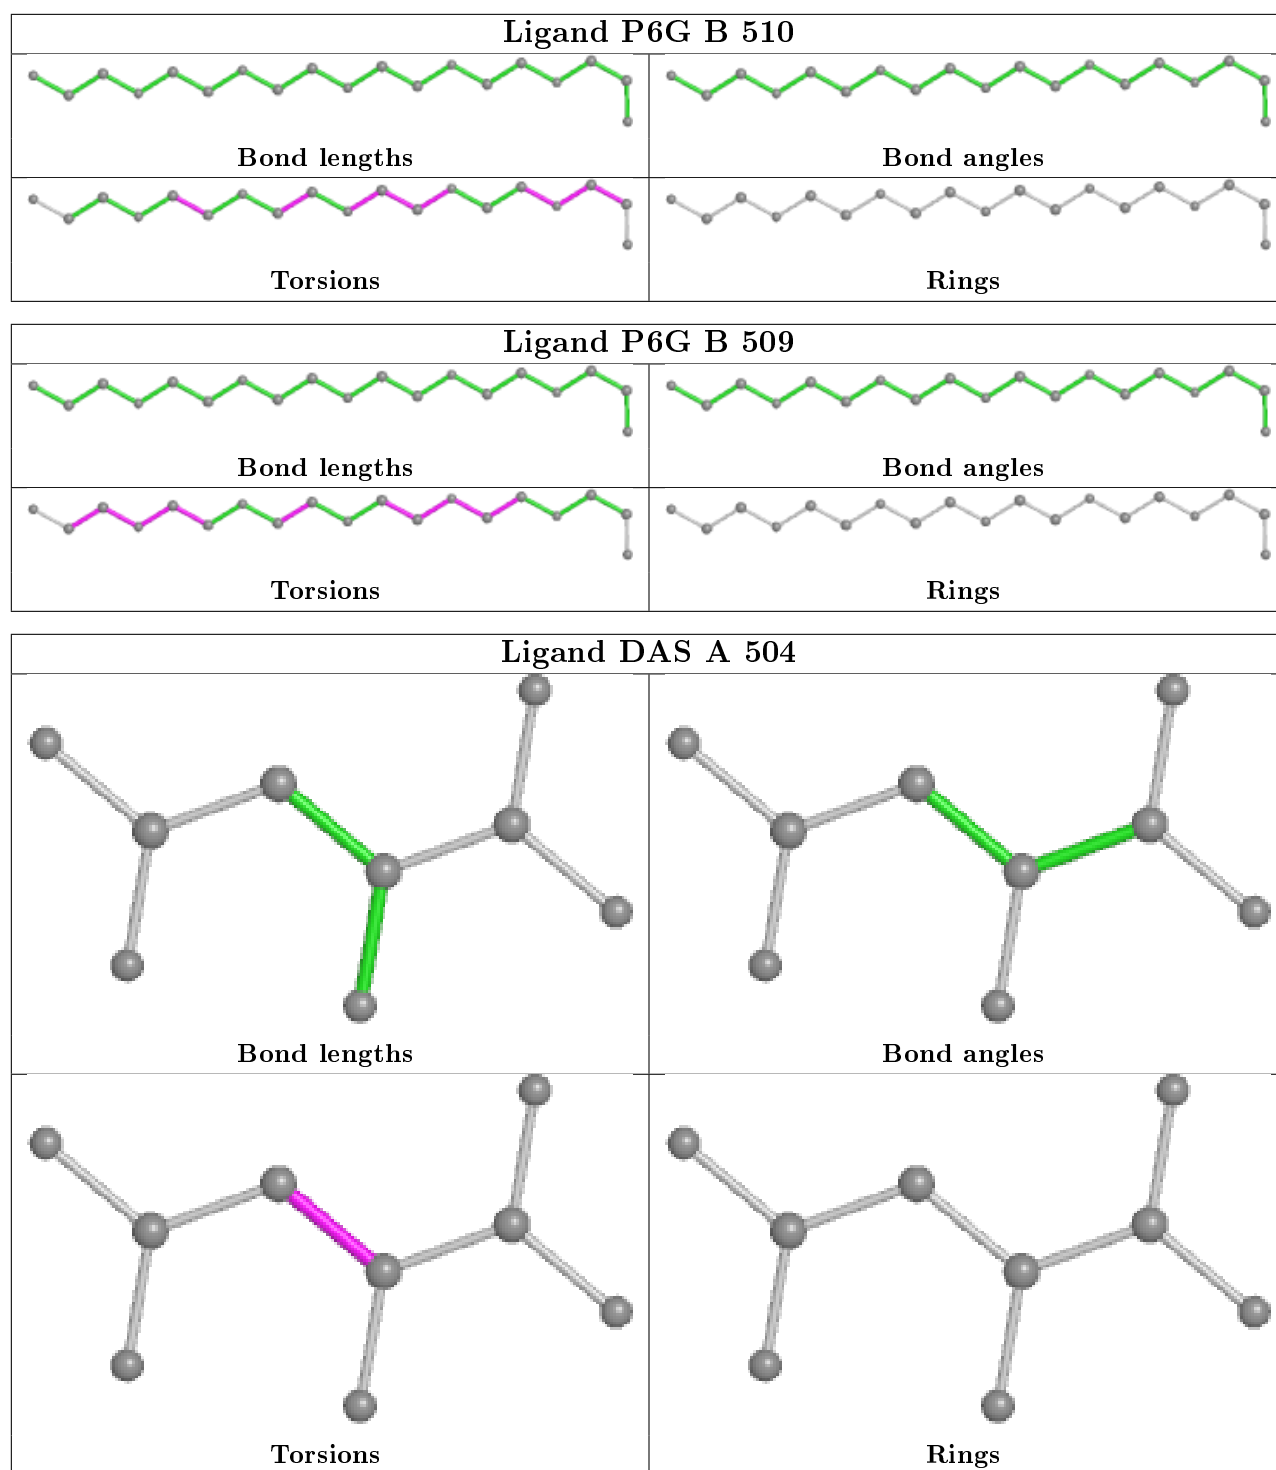 Ligand P6G B 510
Bond lengths
Bond angles
Torsions
Rings
Ligand P6G B 509
Bond lengths
Bond angles
Torsions
Rings
Ligand DAS A 504
Bond lengths
Bond angles
Torsions
Rings